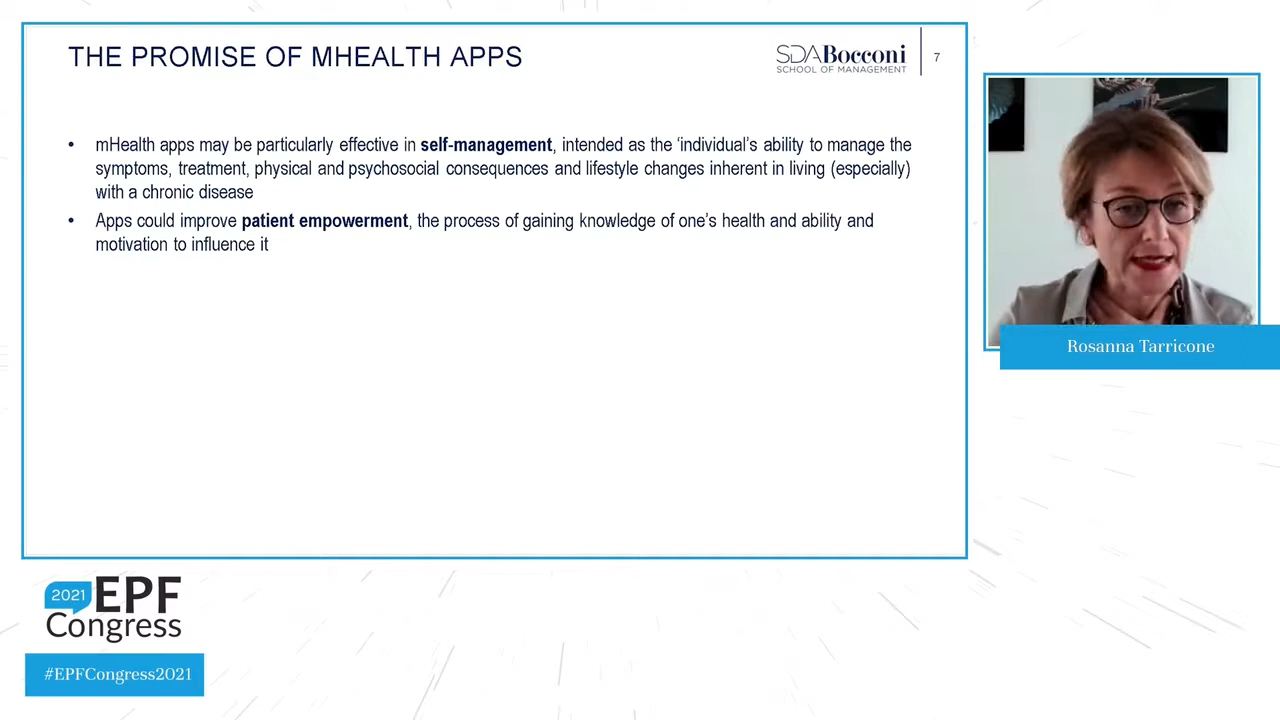 THE PROMISE OF MHEALTH APPS
SDABocconi
SCHOOL OF MANAGEMENT
7
• mHealth apps may be particularly effective in self-management, intended as the ‘individual’s ability to manage the
symptoms, treatment, physical and psychosocial consequences and lifestyle changes inherent in living (especially)
with a chronic disease
• Apps could improve patient empowerment, the process of gaining knowledge of one’s health and ability and
motivation to influence it
Rosanna Tarricone
2021 EPF
Congress
#EPFCongress2021